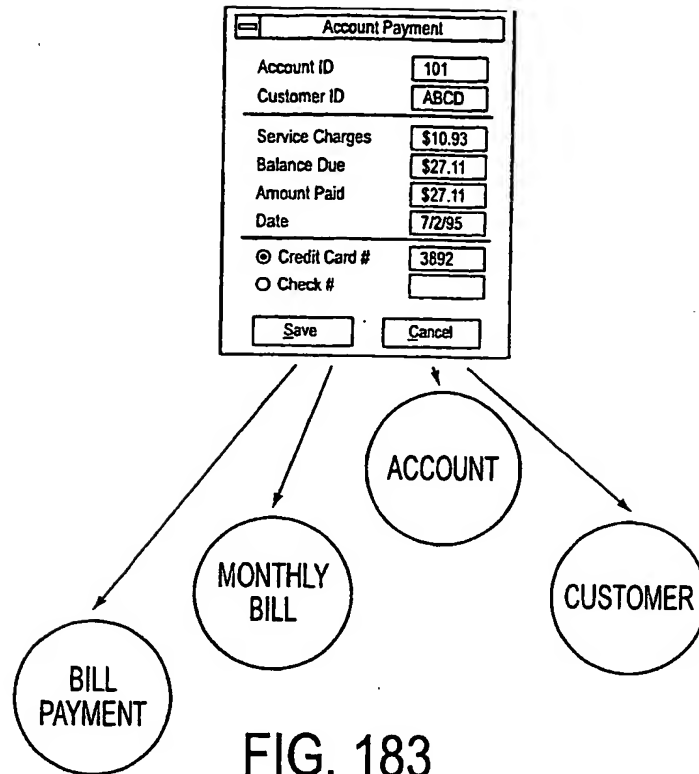 Account Payment
Account ID 101
Customer ID ABCD
Service Charges $10.93
Balance Due $27.11
Amount Paid $27.11
Date 7/2/95
Credit Card # 3892
Check #
Save Cancel
ACCOUNT
MONTHLY
BILL
CUSTOMER
BILL
PAYMENT
FIG. 183